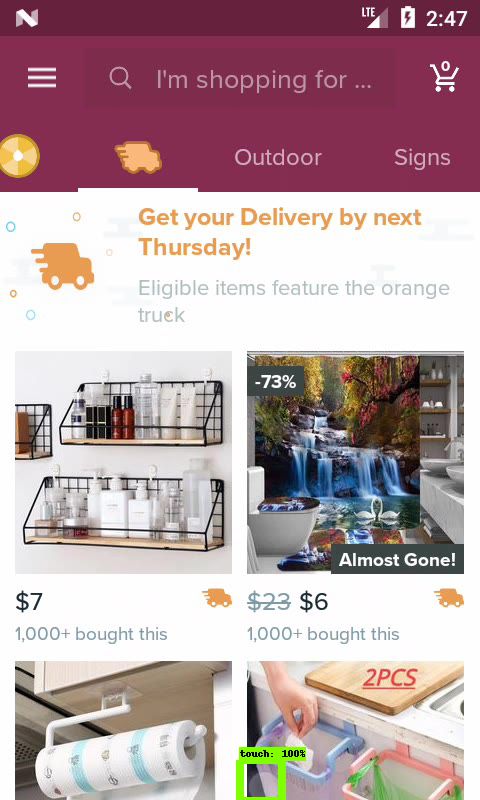 LTE 2:47
I'm shopping for ... 0
Outdoor Signs
Get your Delivery by next
Thursday!
Eligible items feature the orange
truck
-73%
Almost Gone!
$7
$23 $6
1,000+ bought this
1,000+ bought this
2PCS
touch: 100%